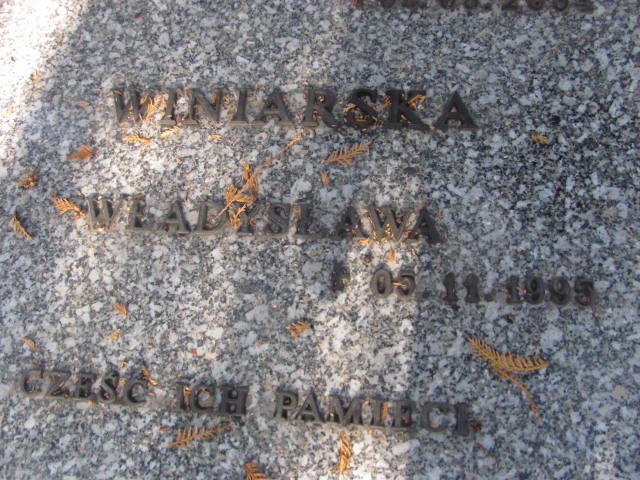 WINIARSKA
WŁADYSŁAWA
† 05.11.1995
CZEŚĆ ICH PAMIĘCI